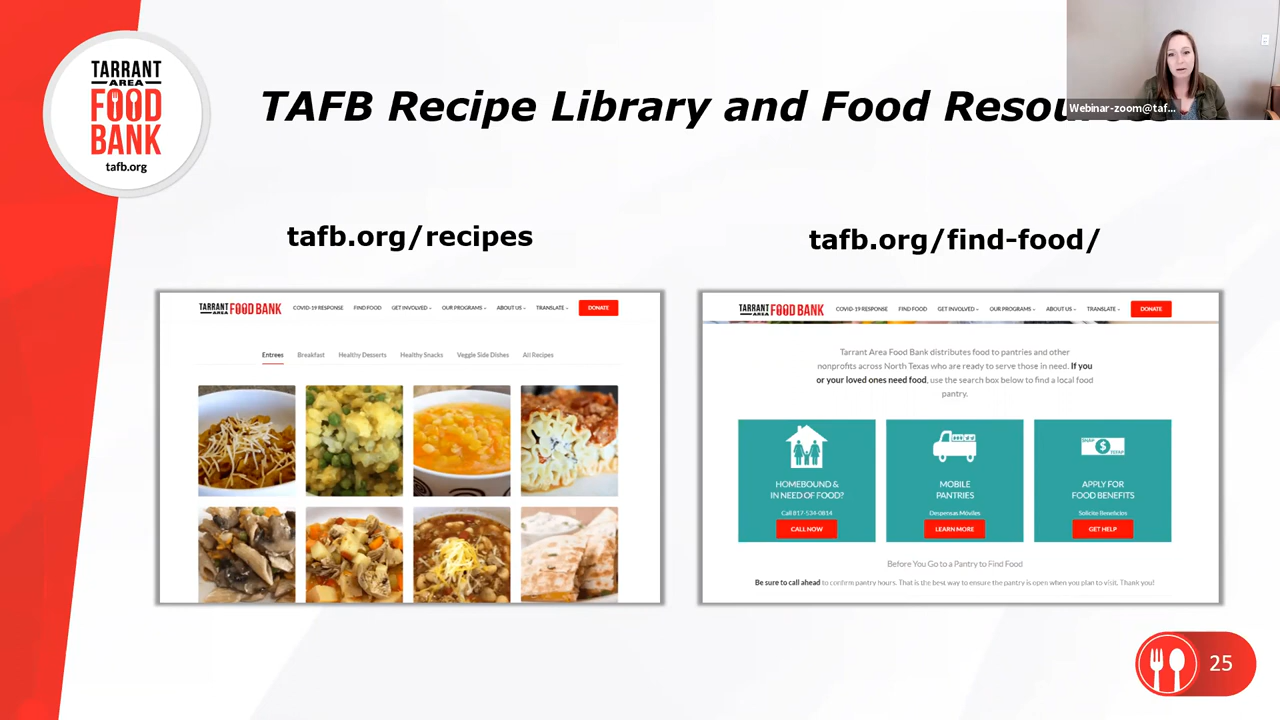 TARRANT
AREA
FOOD
BANK
tafb.org
TAFB Recipe Library and Food Resources
Webinar-zoom@taf...
tafb.org/recipes
tafb.org/find-food/
TARRANT AREA FOOD BANK COVID-19 RESPONSE FIND FOOD GET INVOLVED OUR PROGRAMS ABOUT US TRANSLATE DONATE
Entrees Breakfast Healthy Desserts Healthy Snacks Veggie Side Dishes All Recipes
TARRANT AREA FOOD BANK COVID-19 RESPONSE FIND FOOD GET INVOLVED OUR PROGRAMS ABOUT US TRANSLATE DONATE
Tarrant Area Food Bank distributes food to pantries and other
nonprofits across North Texas who are ready to serve those in need. If you
or your loved ones need food, use the search box below to find a local food
pantry.
HOMEBOUND &
IN NEED OF FOOD?
Call 817-534-0814
CALL NOW
MOBILE
PANTRIES
Despensas Móviles
LEARN MORE
SNAP
$
APPLY FOR
FOOD BENEFITS
Solicite Beneficios
GET HELP
Before You Go to a Pantry to Find Food
Be sure to call ahead to confirm pantry hours. That is the best way to ensure the pantry is open when you plan to visit, Thank you!
25